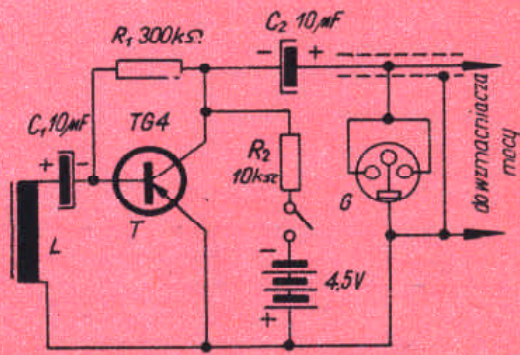 C₂ 10µF
R₁ 300kΩ
- +
C₁ 10µF
TG4
+ -
R₂
10kΩ
G
L
T
-
4,5V
+
do wzmacniacza
mocy